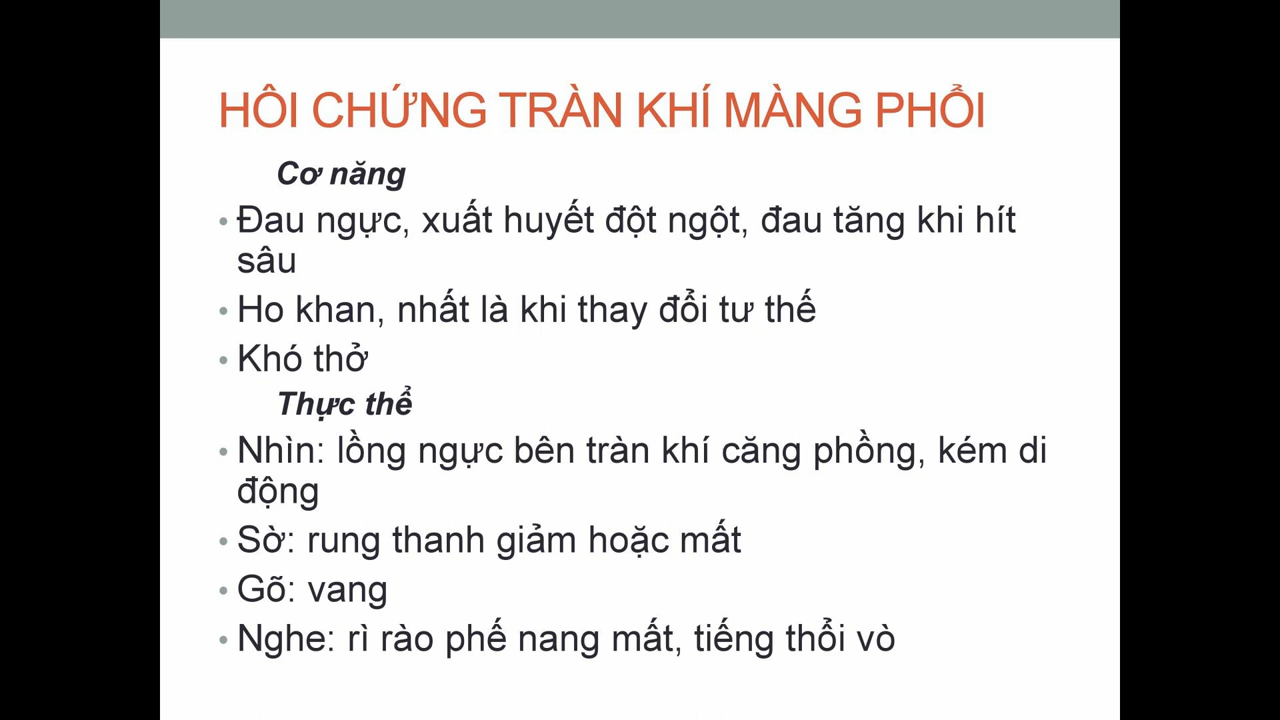 HÔI CHỨNG TRÀN KHÍ MÀNG PHỔI
Cơ năng
• Đau ngực, xuất huyết đột ngột, đau tăng khi hít
sâu
• Ho khan, nhất là khi thay đổi tư thế
• Khó thở
Thực thể
• Nhìn: lồng ngực bên tràn khí căng phồng, kém di
động
• Sờ: rung thanh giảm hoặc mất
• Gõ: vang
• Nghe: rì rào phế nang mất, tiếng thổi vò